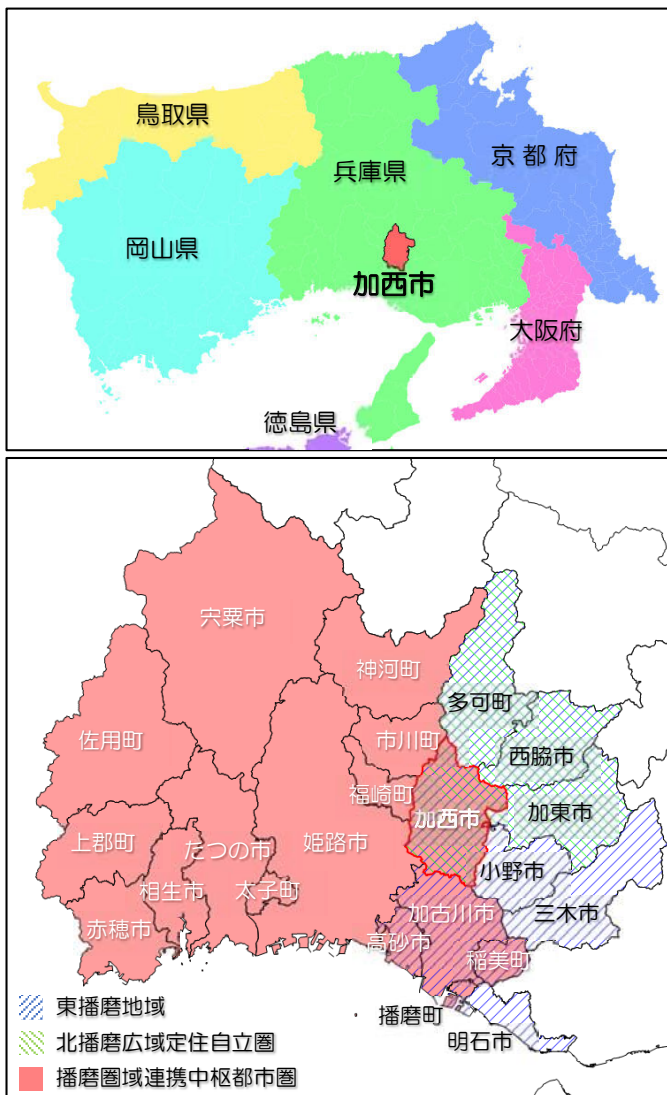 鳥取県
京都府
兵庫県
岡山県
加西市
大阪府
徳島県
宍粟市
神河町
多可町
佐用町
市川町
西脇市
福崎町
加西市
加東市
上郡町
たつの市
姫路市
小野市
相生市
太子町
加古川市
三木市
赤穂市
高砂市
稲美町
播磨町
明石市
東播磨地域
北播磨広域定住自立圏
播磨圏域連携中枢都市圏